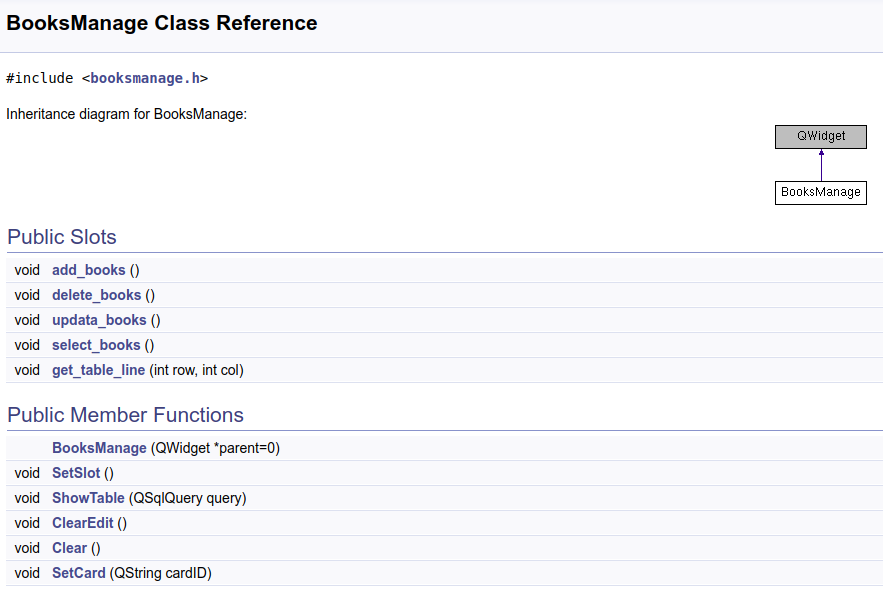 BooksManage Class Reference
#include <booksmanage.h>
Inheritance diagram for BooksManage:
QWidget
BooksManage
Public Slots
void add_books ()
void delete_books ()
void updata_books ()
void select_books ()
void get_table_line (int row, int col)
Public Member Functions
BooksManage (QWidget *parent=0)
void SetSlot ()
void ShowTable (QSqlQuery query)
void ClearEdit ()
void Clear ()
void SetCard (QString cardID)